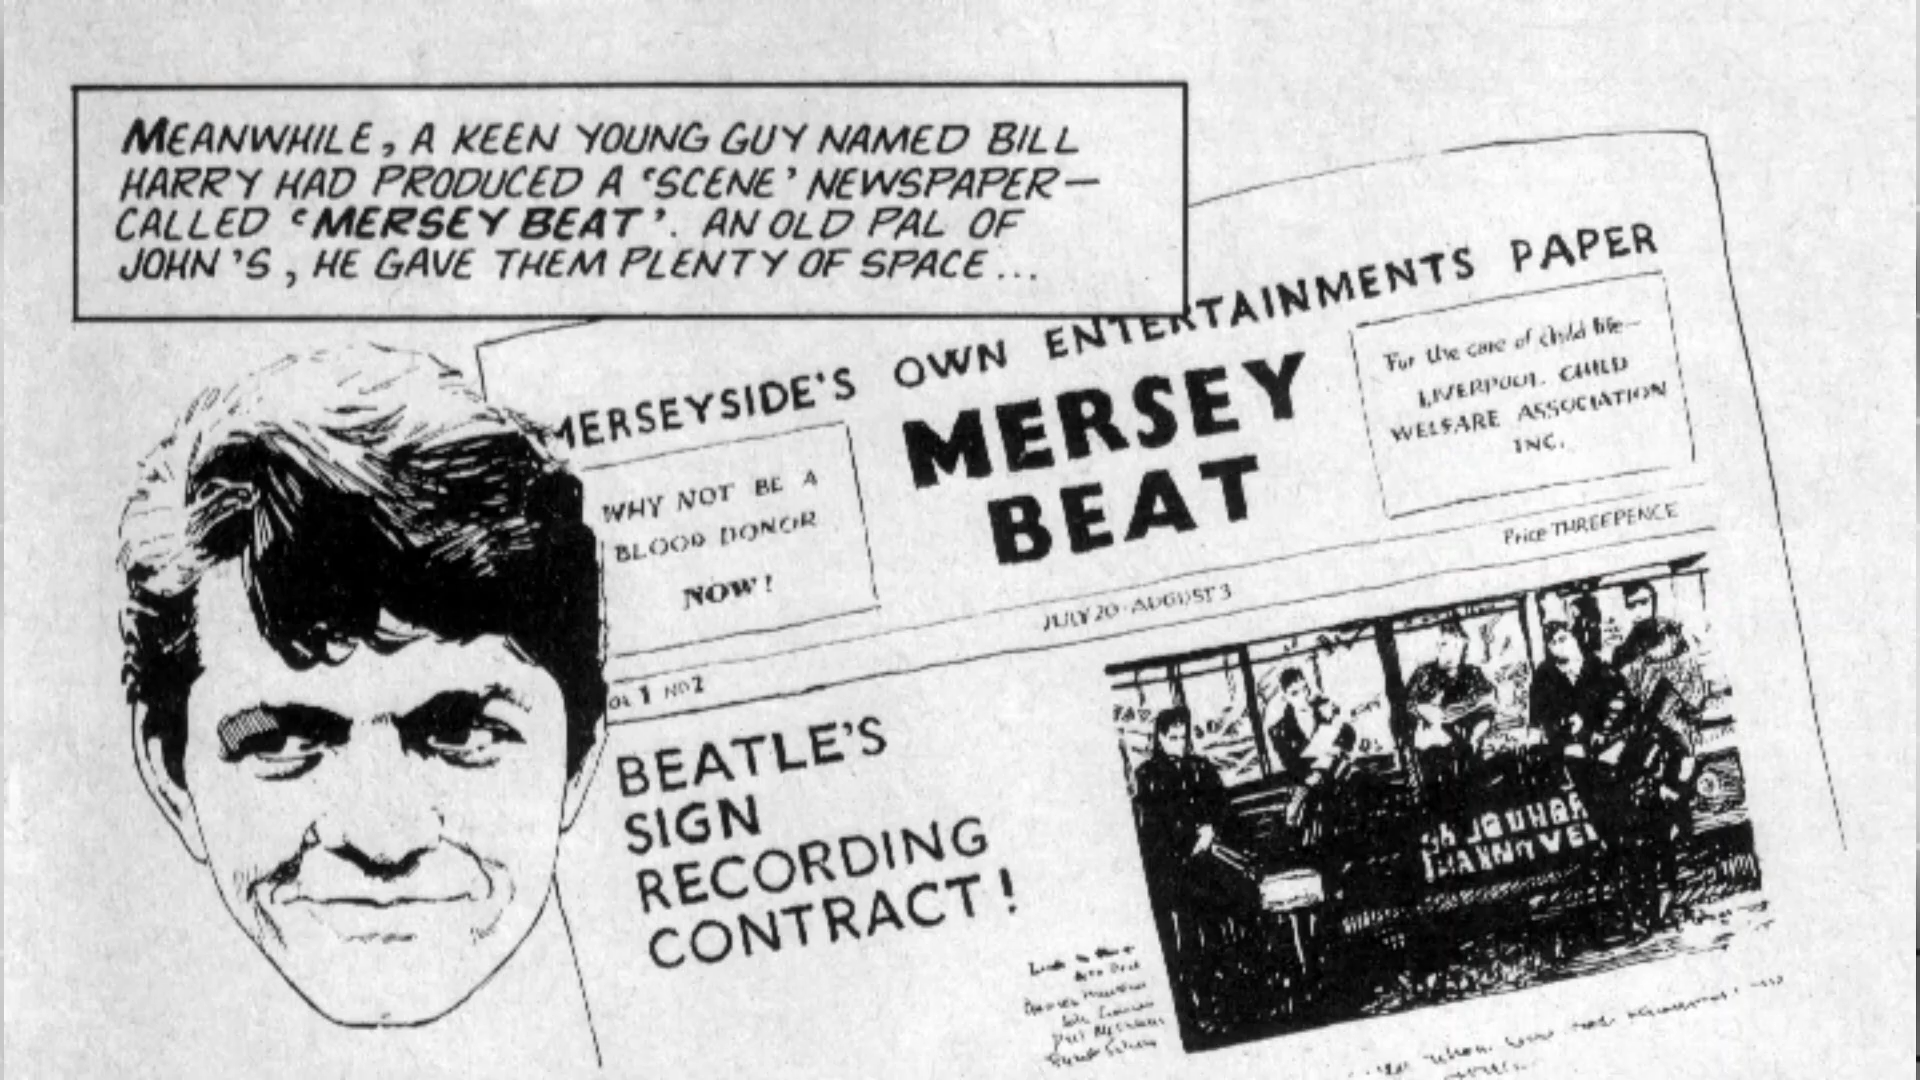 MEANWHILE, A KEEN YOUNG GUY NAMED BILL
HARRY HAD PRODUCED A 'SCENE' NEWSPAPER—
CALLED 'MERSEY BEAT'. AN OLD PAL OF
JOHN'S, HE GAVE THEM PLENTY OF SPACE...
MERSEYSIDE'S OWN ENTERTAINMENTS PAPER
WHY NOT BE A
BLOOD DONOR
NOW!
MERSEY
BEAT
For the care of child life—
LIVERPOOL CHILD
WELFARE ASSOCIATION
INC.
Price THREEPENCE
JULY 20 - AUGUST 3
1 NO 2
BEATLE'S
SIGN
RECORDING
CONTRACT!